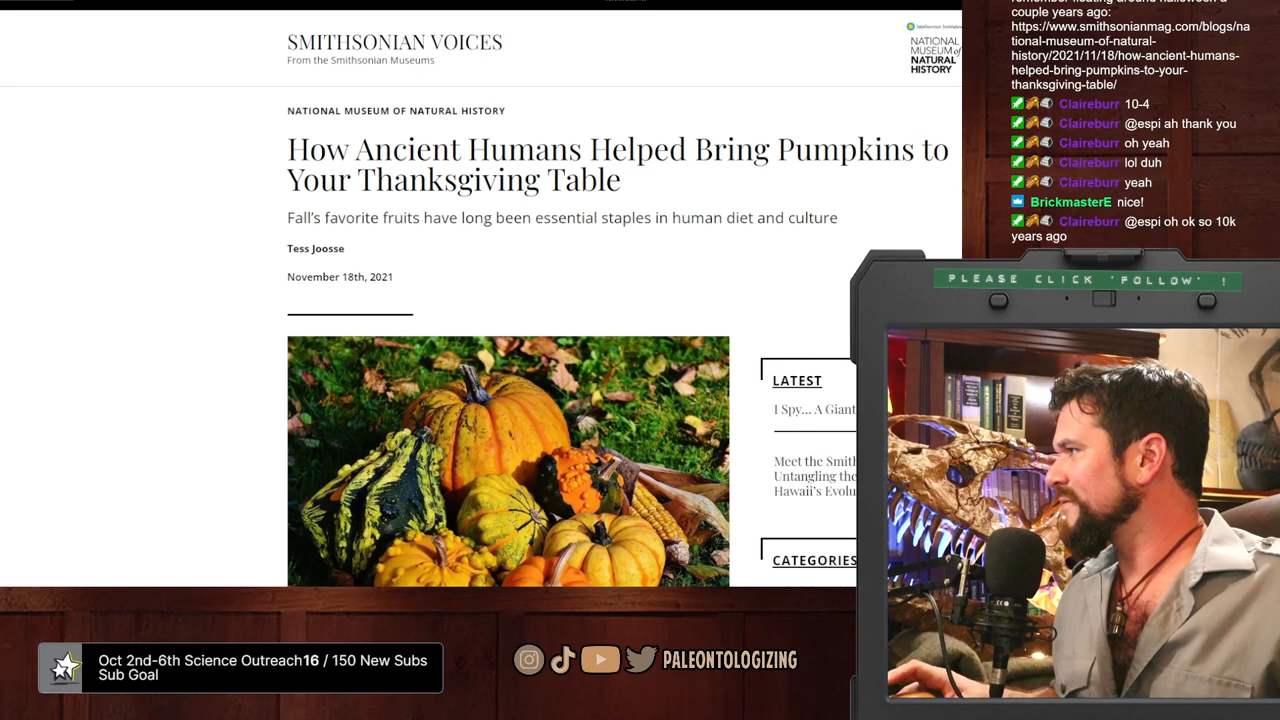 SMITHSONIAN VOICES
From the Smithsonian Museums
NATIONAL
MUSEUM of
NATURAL
HISTORY
NATIONAL MUSEUM OF NATURAL HISTORY
How Ancient Humans Helped Bring Pumpkins to
Your Thanksgiving Table
Fall's favorite fruits have long been essential staples in human diet and culture
Tess Joosse
November 18th, 2021
LATEST
I Spy... A Giant
Meet the Smith
Untangling the
Hawaii's Evolu
CATEGORIES
couple years ago:
https://www.smithsonianmag.com/blogs/na
tional-museum-of-natural-
history/2021/11/18/how-ancient-humans-
helped-bring-pumpkins-to-your-
thanksgiving-table/
Claireburr 10-4
Claireburr @espi ah thank you
Claireburr oh yeah
Claireburr lol duh
Claireburr yeah
BrickmasterE nice!
Claireburr @espi oh ok so 10k
years ago
PLEASE CLICK 'FOLLOW' !
Oct 2nd-6th Science Outreach16 / 150 New Subs
Sub Goal
PALEONTOLOGIZING